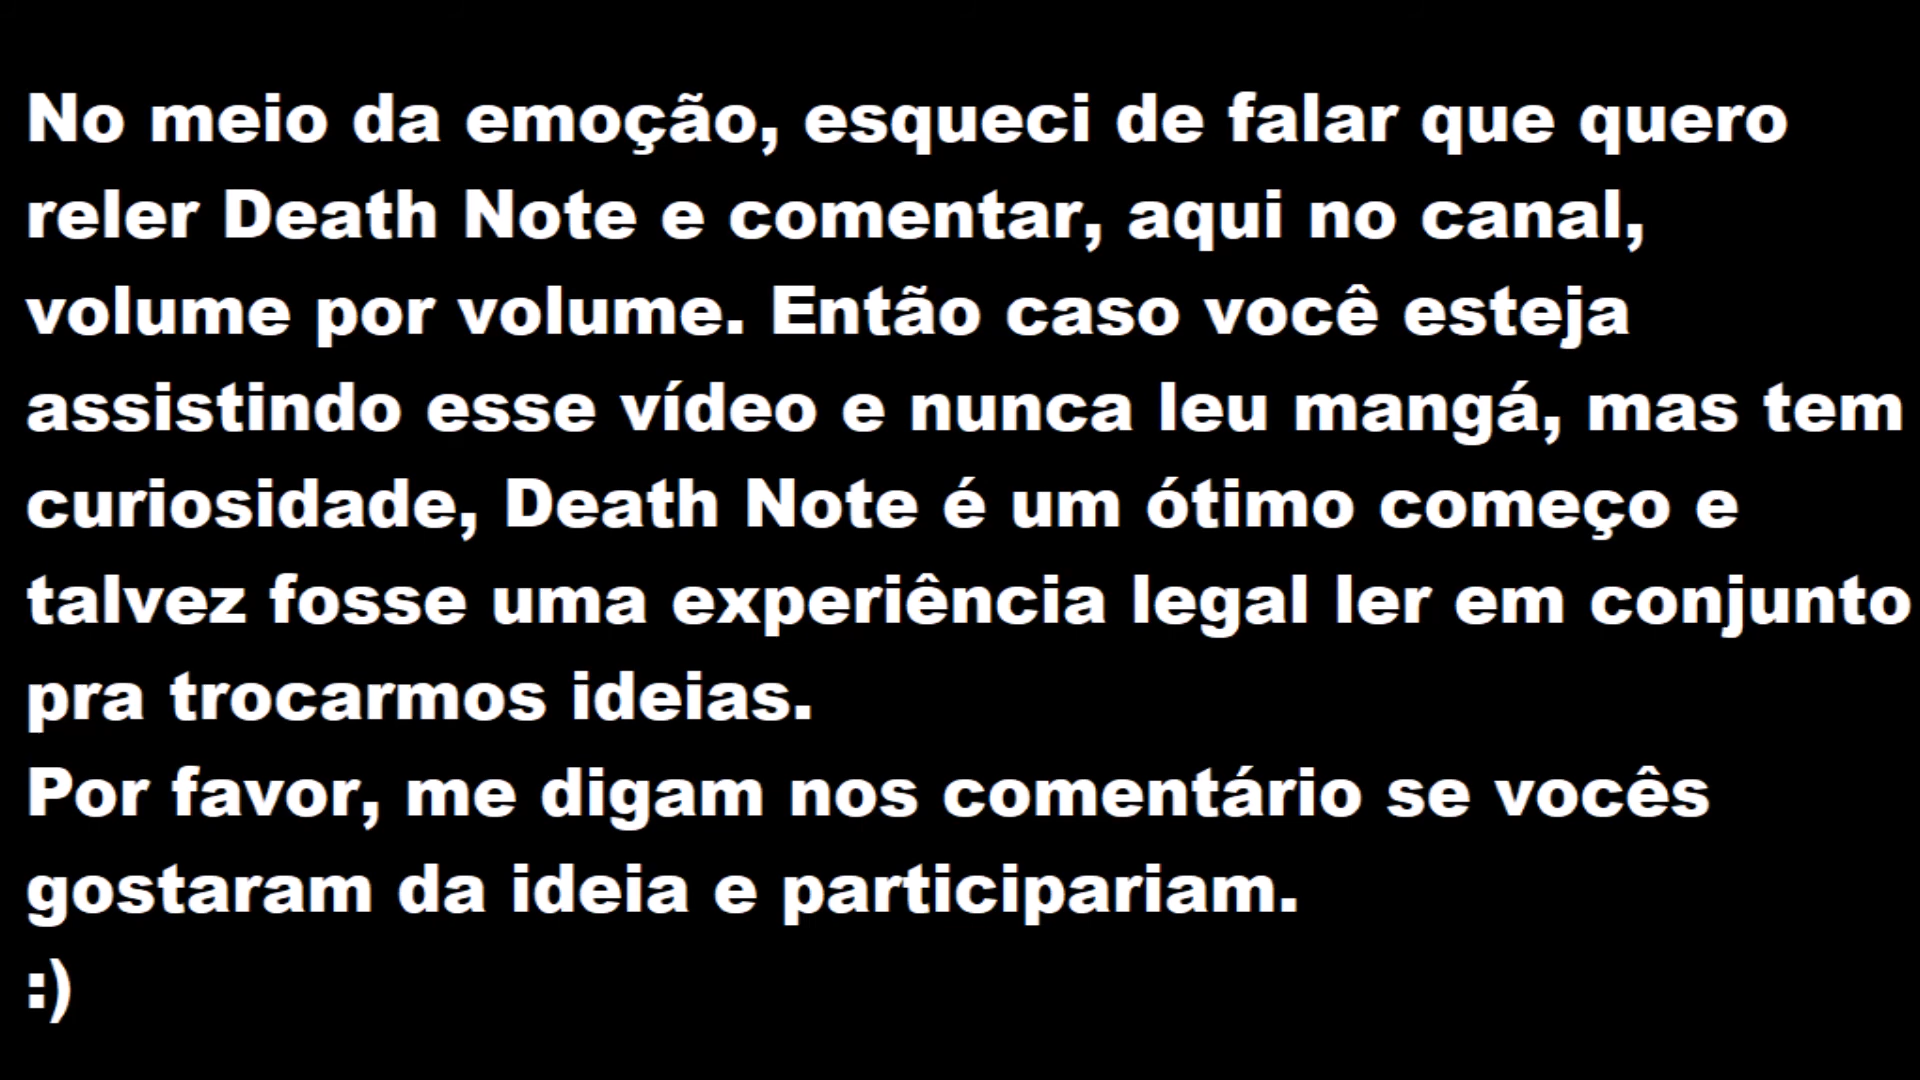 No meio da emoção, esqueci de falar que quero
reler Death Note e comentar, aqui no canal,
volume por volume. Então caso você esteja
assistindo esse vídeo e nunca leu mangá, mas tem
curiosidade, Death Note é um ótimo começo e
talvez fosse uma experiência legal ler em conjunto
pra trocarmos ideias.
Por favor, me digam nos comentário se vocês
gostaram da ideia e participariam.
:)